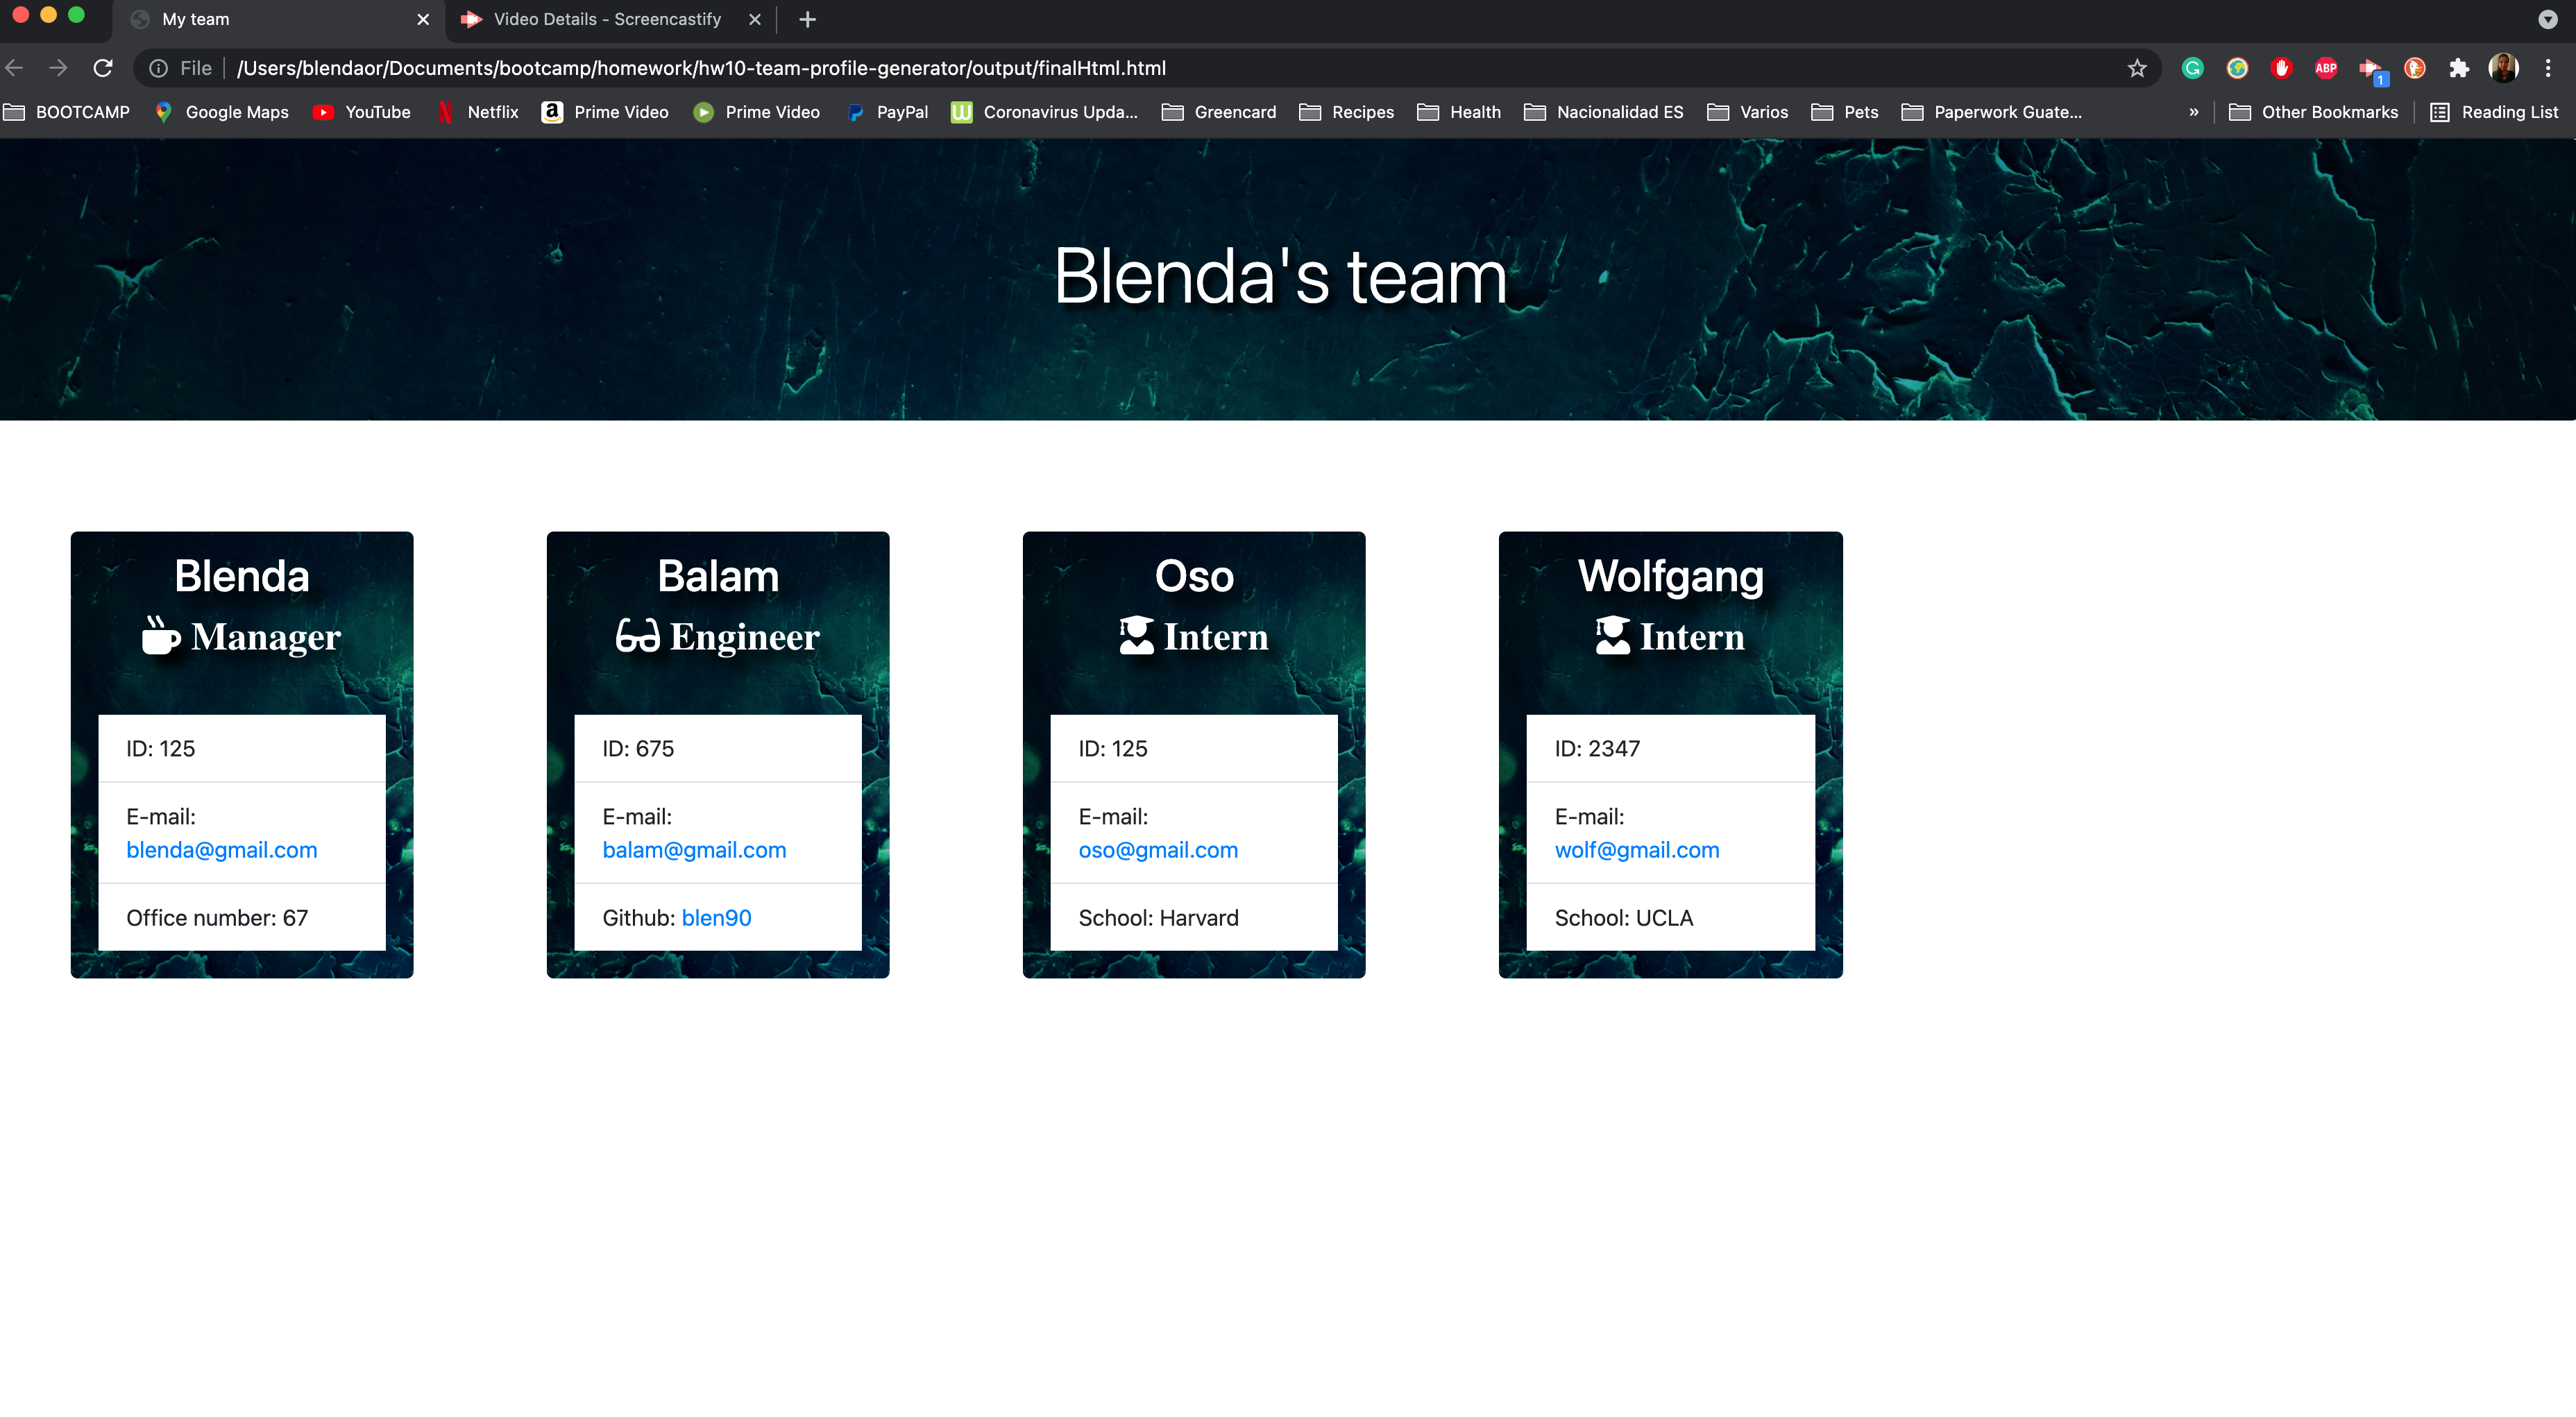 My team
Video Details - Screencastify
File /Users/blendaor/Documents/bootcamp/homework/hw10-team-profile-generator/output/finalHtml.html
ABP
1
BOOTCAMP Google Maps YouTube Netflix Prime Video Prime Video PayPal Coronavirus Upda... Greencard Recipes Health Nacionalidad ES Varios Pets Paperwork Guate... » Other Bookmarks Reading List
Blenda's team
Blenda
Manager
ID: 125
E-mail:
blenda@gmail.com
Office number: 67
Balam
Engineer
ID: 675
E-mail:
balam@gmail.com
Github: blen90
Oso
Intern
ID: 125
E-mail:
oso@gmail.com
School: Harvard
Wolfgang
Intern
ID: 2347
E-mail:
wolf@gmail.com
School: UCLA